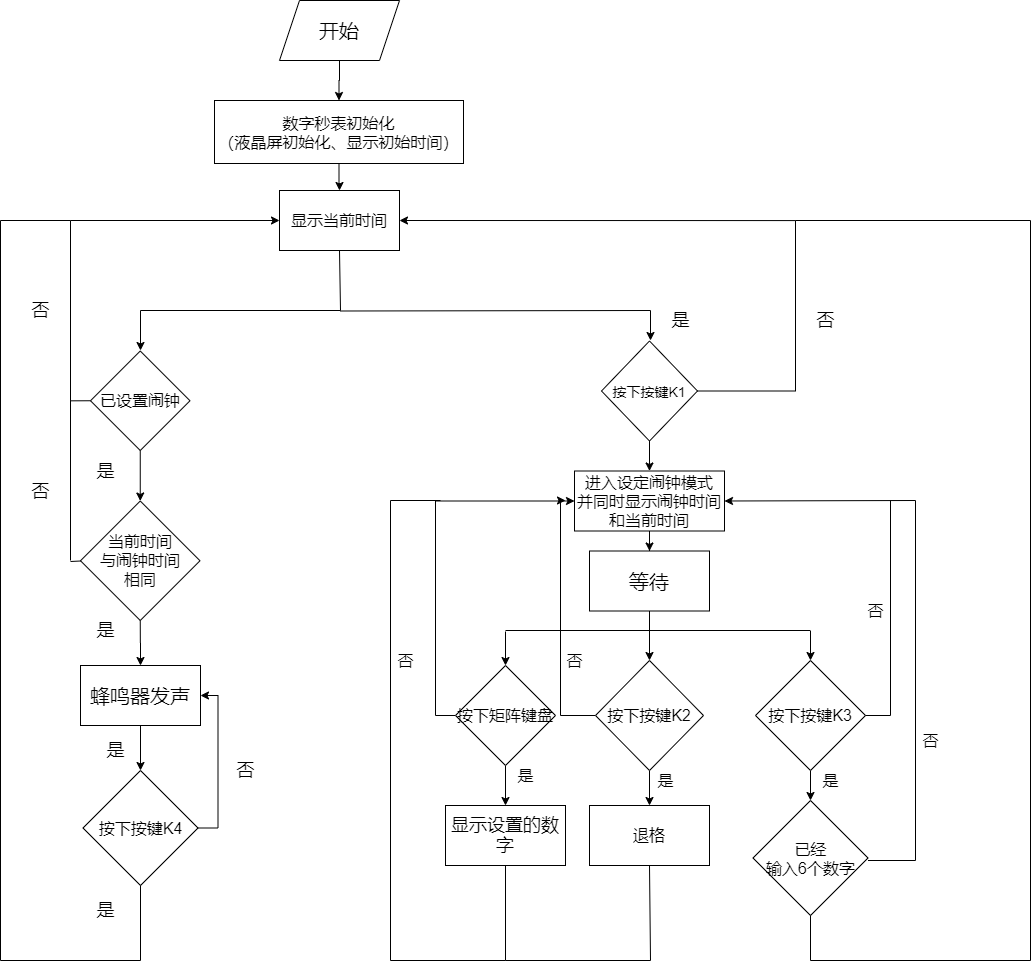 开始
数字秒表初始化
（液晶屏初始化、显示初始时间）
显示当前时间
否
是
否
已设置闹钟
按下按键K1
是
否
进入设定闹钟模式
并同时显示闹钟时间
和当前时间
当前时间
与闹钟时间
相同
等待
是
否
否
否
蜂鸣器发声
按下矩阵键盘
按下按键K2
按下按键K3
否
是
否
是
是
是
显示设置的数
字
退格
按下按键K4
已经
输入6个数字
是